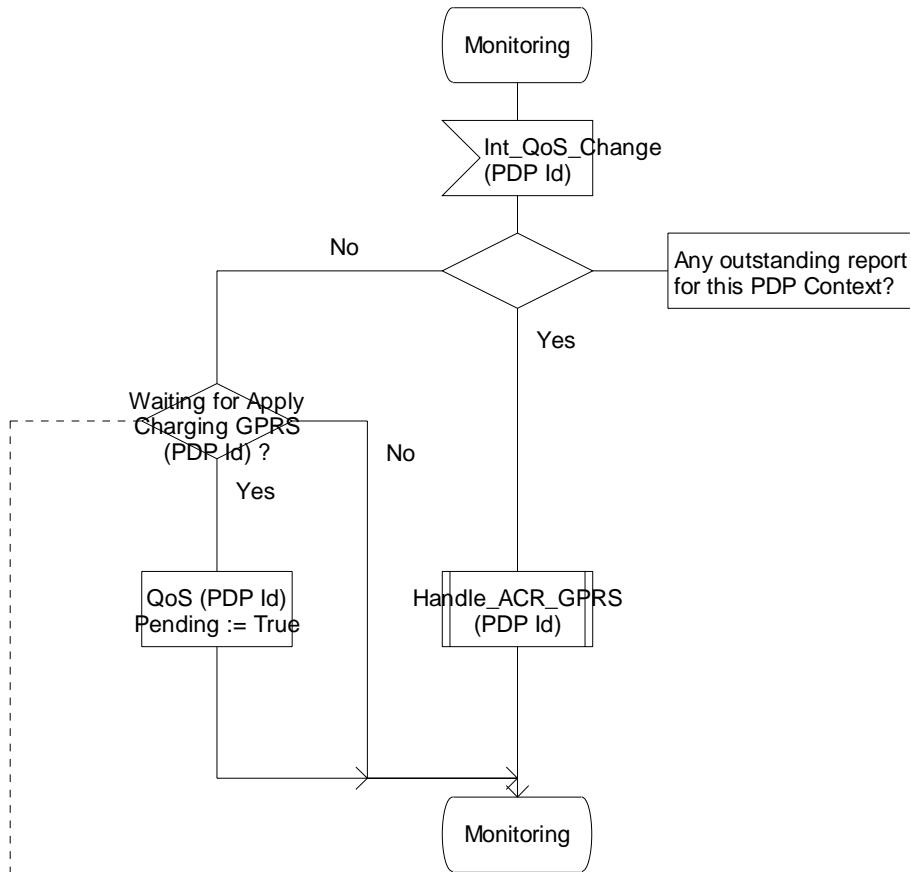 Monitoring
Int_QoS_Change
(PDP Id)
No
Any outstanding report
for this PDP Context?
Yes
Waiting for Apply
Charging GPRS
(PDP Id) ?
No
Yes
QoS (PDP Id)
Pending := True
Handle_ACR_GPRS
(PDP Id)
Monitoring